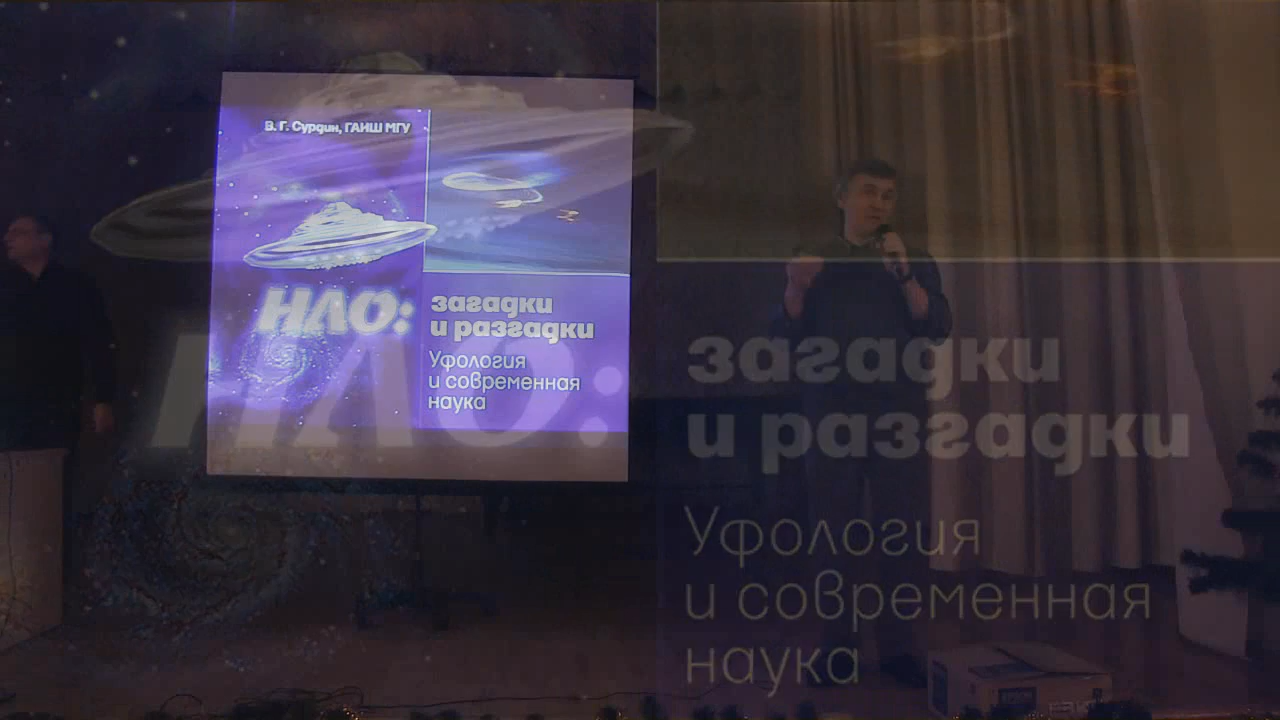 В. Г. Сурдин, ГАИШ МГУ
НЛО:
загадки
и разгадки
Уфология
и современная
наука
НЛО:
загадки
и разгадки
Уфология
и современная
наука